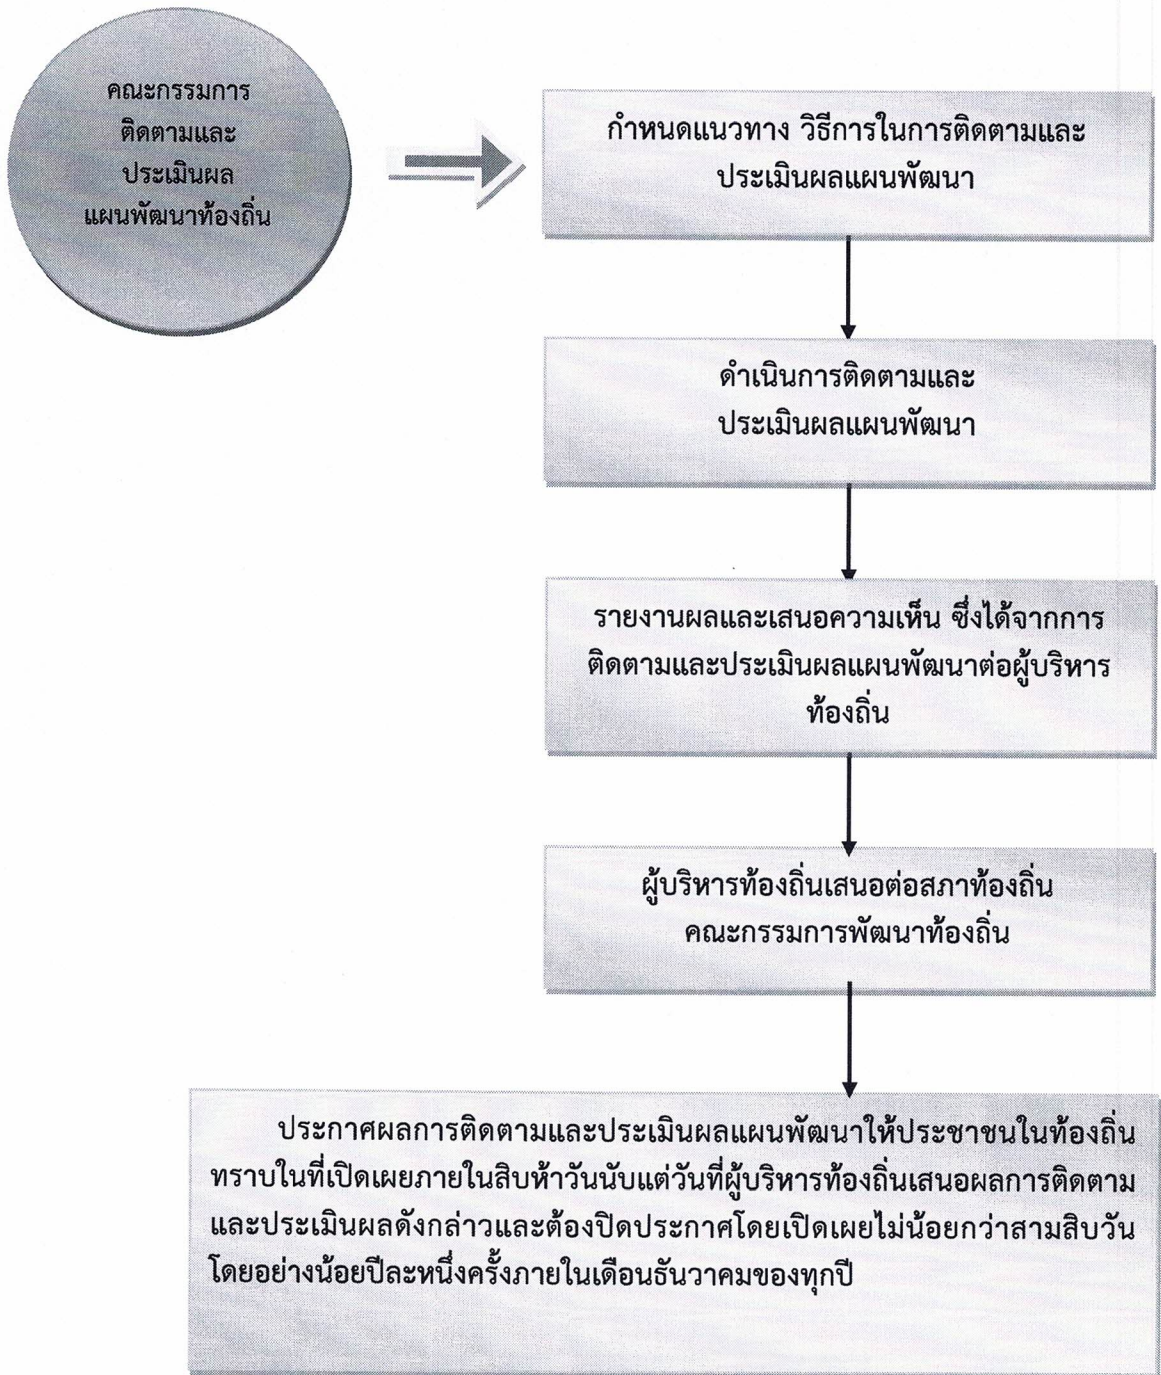 คณะกรรมการ
ติดตามและ
ประเมินผล
แผนพัฒนาท้องถิ่น
กำหนดแนวทาง วิธีการในการติดตามและ
ประเมินผลแผนพัฒนา
ดำเนินการติดตามและ
ประเมินผลแผนพัฒนา
รายงานผลและเสนอความเห็น ซึ่งได้จากการ
ติดตามและประเมินผลแผนพัฒนาต่อผู้บริหาร
ท้องถิ่น
ผู้บริหารท้องถิ่นเสนอต่อสภาท้องถิ่น
คณะกรรมการพัฒนาท้องถิ่น
ประกาศผลการติดตามและประเมินผลแผนพัฒนาให้ประชาชนในท้องถิ่น
ทราบในที่เปิดเผยภายในสิบห้าวันนับแต่วันที่ผู้บริหารท้องถิ่นเสนอผลการติดตาม
และประเมินผลดังกล่าวและต้องปิดประกาศโดยเปิดเผยไม่น้อยกว่าสามสิบวัน
โดยอย่างน้อยปีละหนึ่งครั้งภายในเดือนธันวาคมของทุกปี